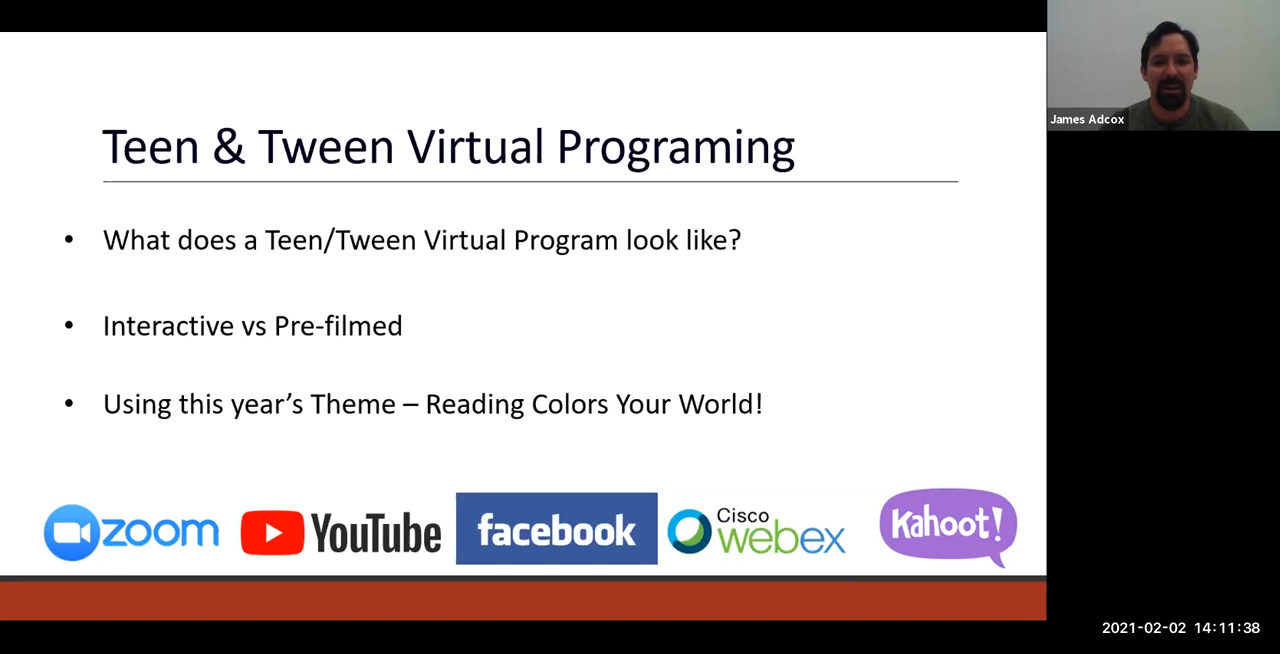 Teen & Tween Virtual Programing
• What does a Teen/Tween Virtual Program look like?
• Interactive vs Pre-filmed
• Using this year’s Theme – Reading Colors Your World!
zoom
YouTube
facebook
Cisco
webex
Kahoot!
James Adcox
2021-02-02 14:11:38